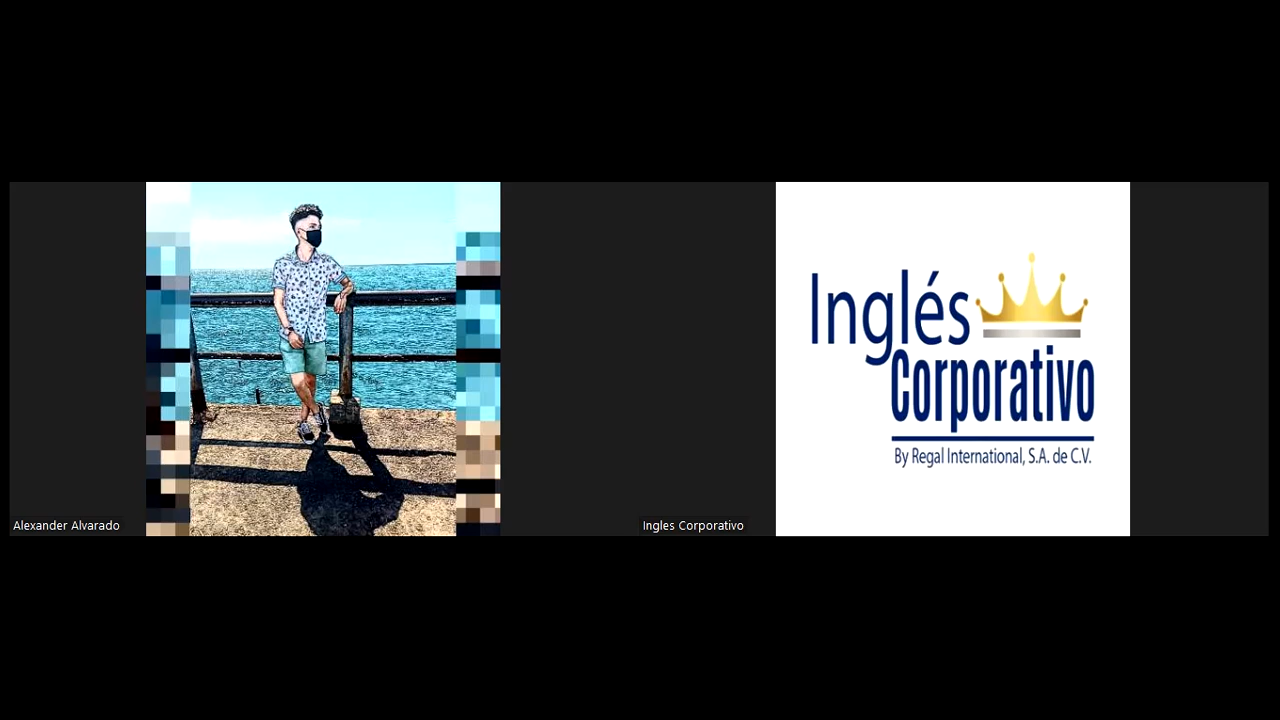 Inglés
Corporativo
By Regal International, S.A. de C.V.
Alexander Alvarado
Ingles Corporativo